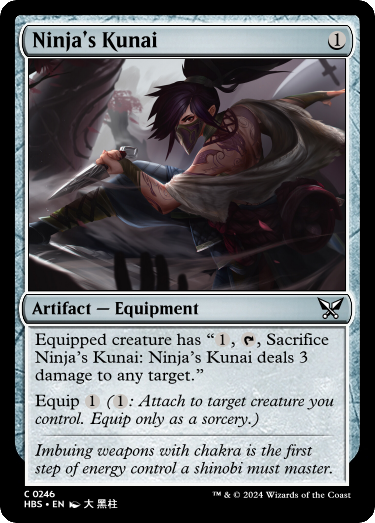 Ninja's Kunai 1
Artifact — Equipment
Equipped creature has "1, , Sacrifice
Ninja's Kunai: Ninja's Kunai deals 3
damage to any target."
Equip 1 (1: Attach to target creature you
control. Equip only as a sorcery.)
Imbuing weapons with chakra is the first
step of energy control a shinobi must master.
C 0246
HBS • EN 大 黑柱
™ & © 2024 Wizards of the Coast